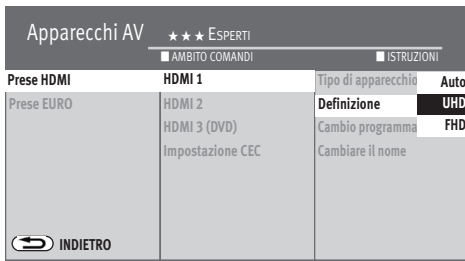 Apparecchi AV ★★★ ESPERTI
AMBITO COMANDI ISTRUZIONI
Prese HDMI HDMI 1 Tipo di apparecchio Auto
Prese EURO HDMI 2 Definizione UHD
HDMI 3 (DVD) Cambio programma FHD
Impostazione CEC Cambiare il nome
INDIETRO